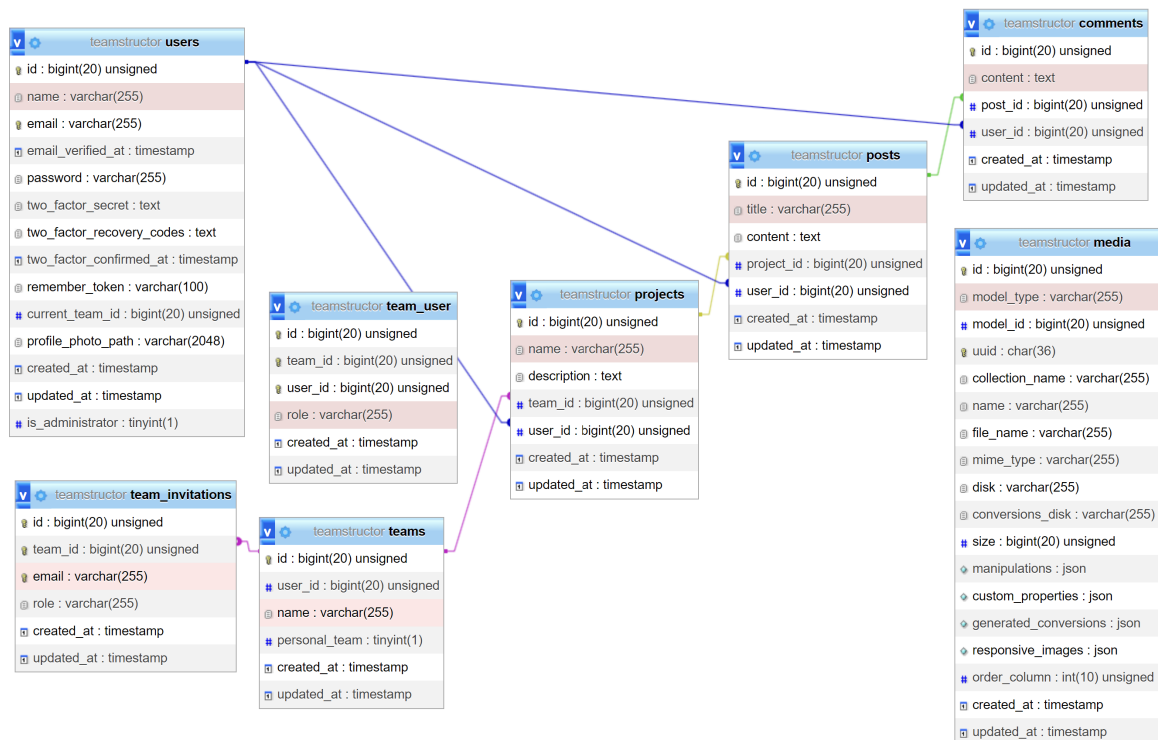 teamstructor users
id : bigint(20) unsigned
name : varchar(255)
email : varchar(255)
email_verified_at : timestamp
password : varchar(255)
two_factor_secret : text
two_factor_recovery_codes : text
two_factor_confirmed_at : timestamp
remember_token : varchar(100)
current_team_id : bigint(20) unsigned
profile_photo_path : varchar(2048)
created_at : timestamp
updated_at : timestamp
is_administrator : tinyint(1)
teamstructor team_invitations
id : bigint(20) unsigned
team_id : bigint(20) unsigned
email : varchar(255)
role : varchar(255)
created_at : timestamp
updated_at : timestamp
teamstructor team_user
id : bigint(20) unsigned
team_id : bigint(20) unsigned
user_id : bigint(20) unsigned
role : varchar(255)
created_at : timestamp
updated_at : timestamp
teamstructor teams
id : bigint(20) unsigned
user_id : bigint(20) unsigned
name : varchar(255)
personal_team : tinyint(1)
created_at : timestamp
updated_at : timestamp
teamstructor projects
id : bigint(20) unsigned
name : varchar(255)
description : text
team_id : bigint(20) unsigned
user_id : bigint(20) unsigned
created_at : timestamp
updated_at : timestamp
teamstructor posts
id : bigint(20) unsigned
title : varchar(255)
content : text
project_id : bigint(20) unsigned
user_id : bigint(20) unsigned
created_at : timestamp
updated_at : timestamp
teamstructor comments
id : bigint(20) unsigned
content : text
post_id : bigint(20) unsigned
user_id : bigint(20) unsigned
created_at : timestamp
updated_at : timestamp
teamstructor media
id : bigint(20) unsigned
model_type : varchar(255)
model_id : bigint(20) unsigned
uuid : char(36)
collection_name : varchar(255)
name : varchar(255)
file_name : varchar(255)
mime_type : varchar(255)
disk : varchar(255)
conversions_disk : varchar(255)
size : bigint(20) unsigned
manipulations : json
custom_properties : json
generated_conversions : json
responsive_images : json
order_column : int(10) unsigned
created_at : timestamp
updated_at : timestamp